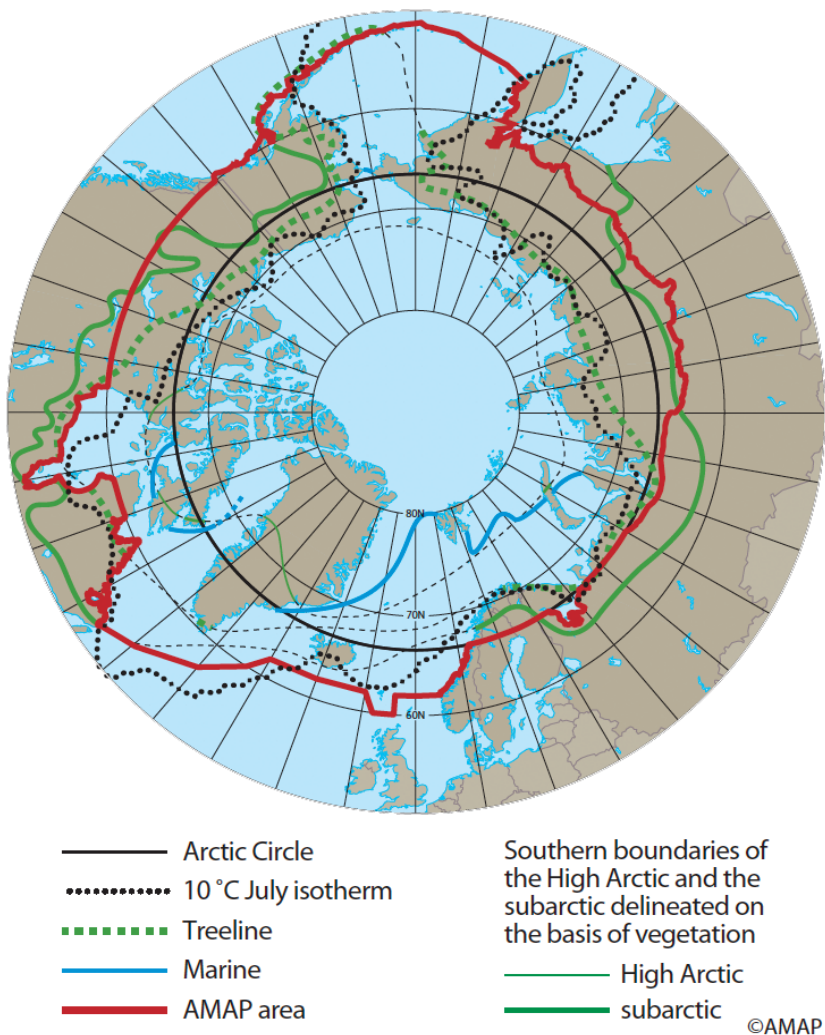 80N
70N
60N
Arctic Circle
10 °C July isotherm
Treeline
Marine
AMAP area
Southern boundaries of
the High Arctic and the
subarctic delineated on
the basis of vegetation
High Arctic
subarctic
©AMAP